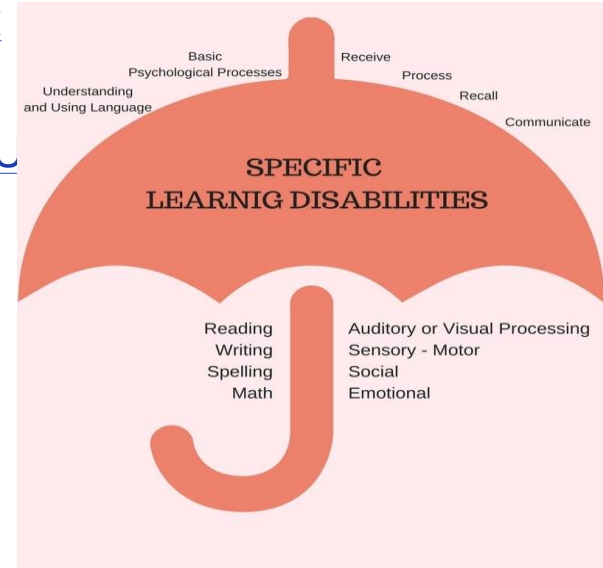 Basic
Psychological Processes
Understanding
and Using Language
Receive
Process
Recall
Communicate
SPECIFIC
LEARNIG DISABILITIES
Reading
Writing
Spelling
Math
Auditory or Visual Processing
Sensory - Motor
Social
Emotional